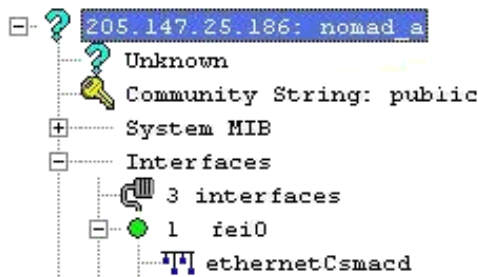 205.147.25.186: nomad_a
Unknown
Community String: public
System MIB
Interfaces
3 interfaces
1 fei0
ethernetCsmacd